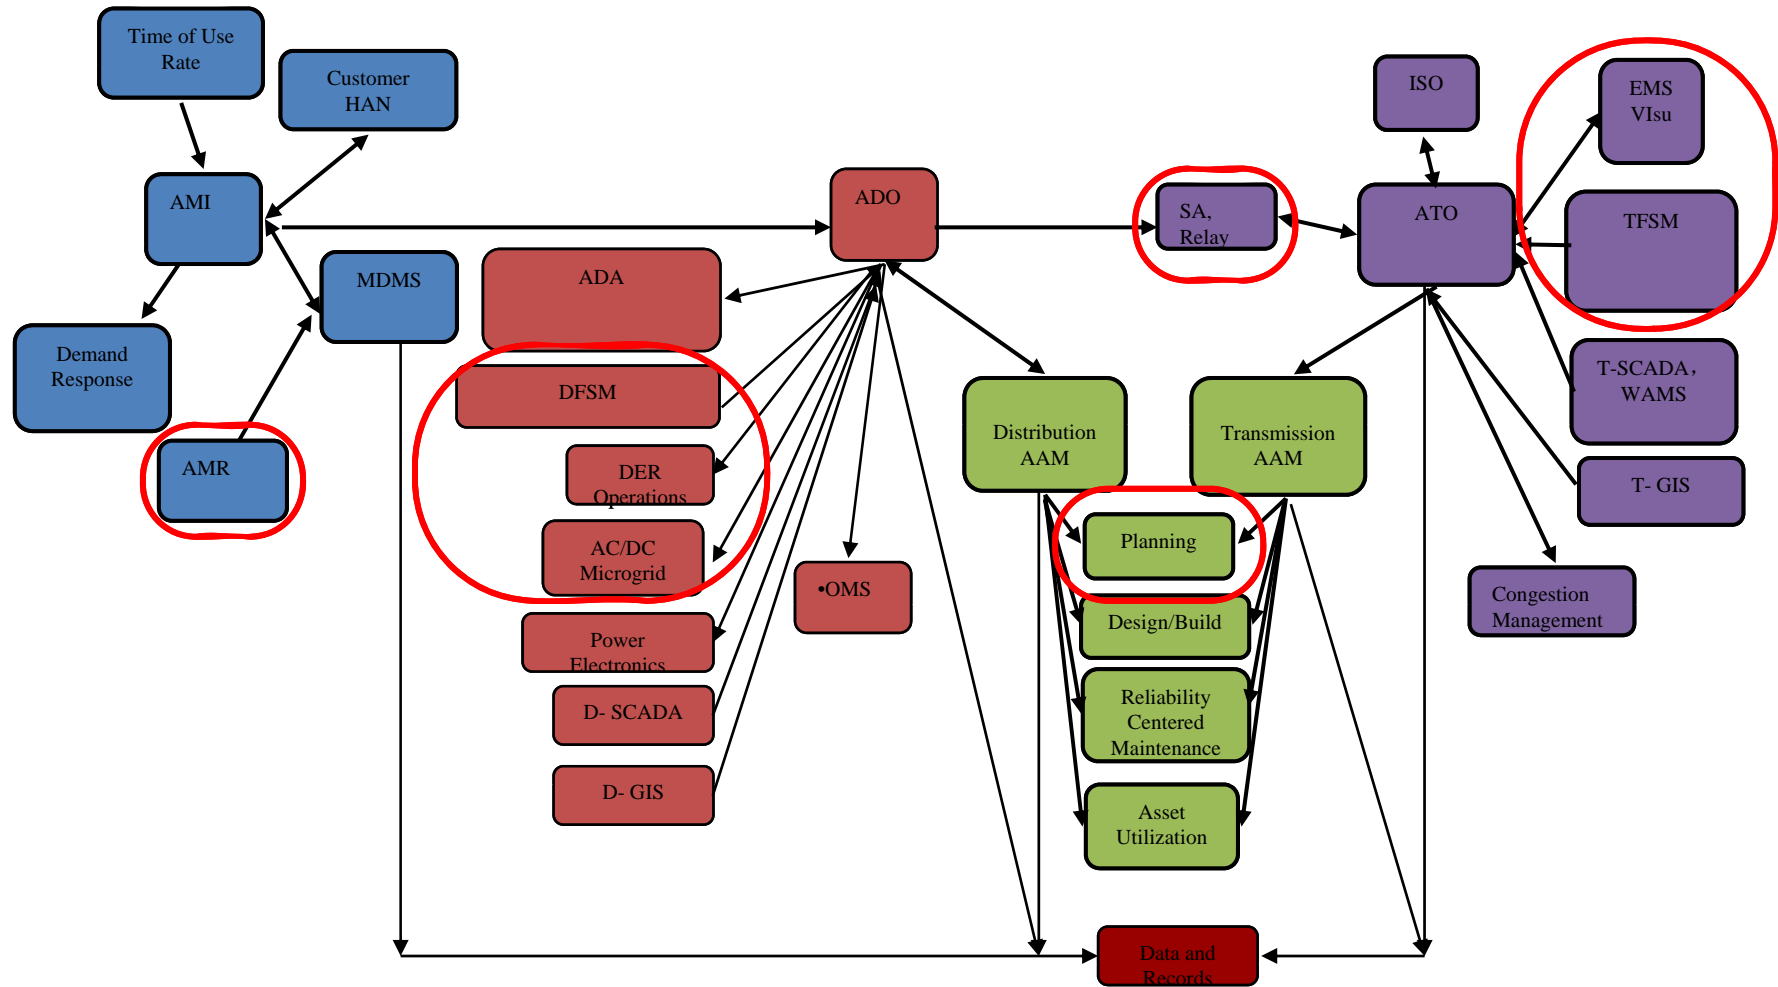 Time of Use
Rate
Customer
HAN
AMI
MDMS
Demand
Response
AMR
ADO
ADA
DFSM
DER
Operations
AC/DC
Microgrid
Power
Electronics
D- SCADA
D- GIS
•OMS
SA,
Relay
ISO
ATO
EMS
VIsu
TFSM
T-SCADA，
WAMS
T- GIS
Congestion
Management
Distribution
AAM
Transmission
AAM
Planning
Design/Build
Reliability
Centered
Maintenance
Asset
Utilization
Data and
Records